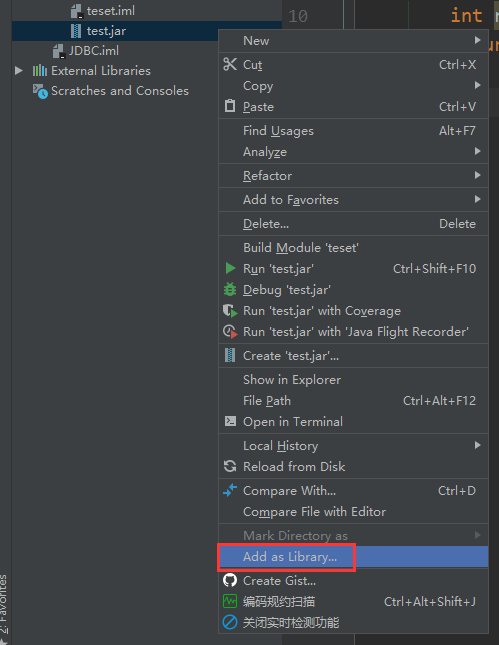 teset.iml
test.jar
JDBC.iml
External Libraries
Scratches and Consoles
10 int
New
Cut Ctrl+X
Copy
Paste Ctrl+V
Find Usages Alt+F7
Analyze
Refactor
Add to Favorites
Delete... Delete
Build Module 'teset'
Run 'test.jar' Ctrl+Shift+F10
Debug 'test.jar'
Run 'test.jar' with Coverage
Run 'test.jar' with 'Java Flight Recorder'
Create 'test.jar'...
Show in Explorer
File Path Ctrl+Alt+F12
Open in Terminal
Local History
Reload from Disk
Compare With... Ctrl+D
Compare File with Editor
Mark Directory as
Add as Library...
Create Gist...
编码规约扫描 Ctrl+Alt+Shift+J
关闭实时检测功能
2: Favorites